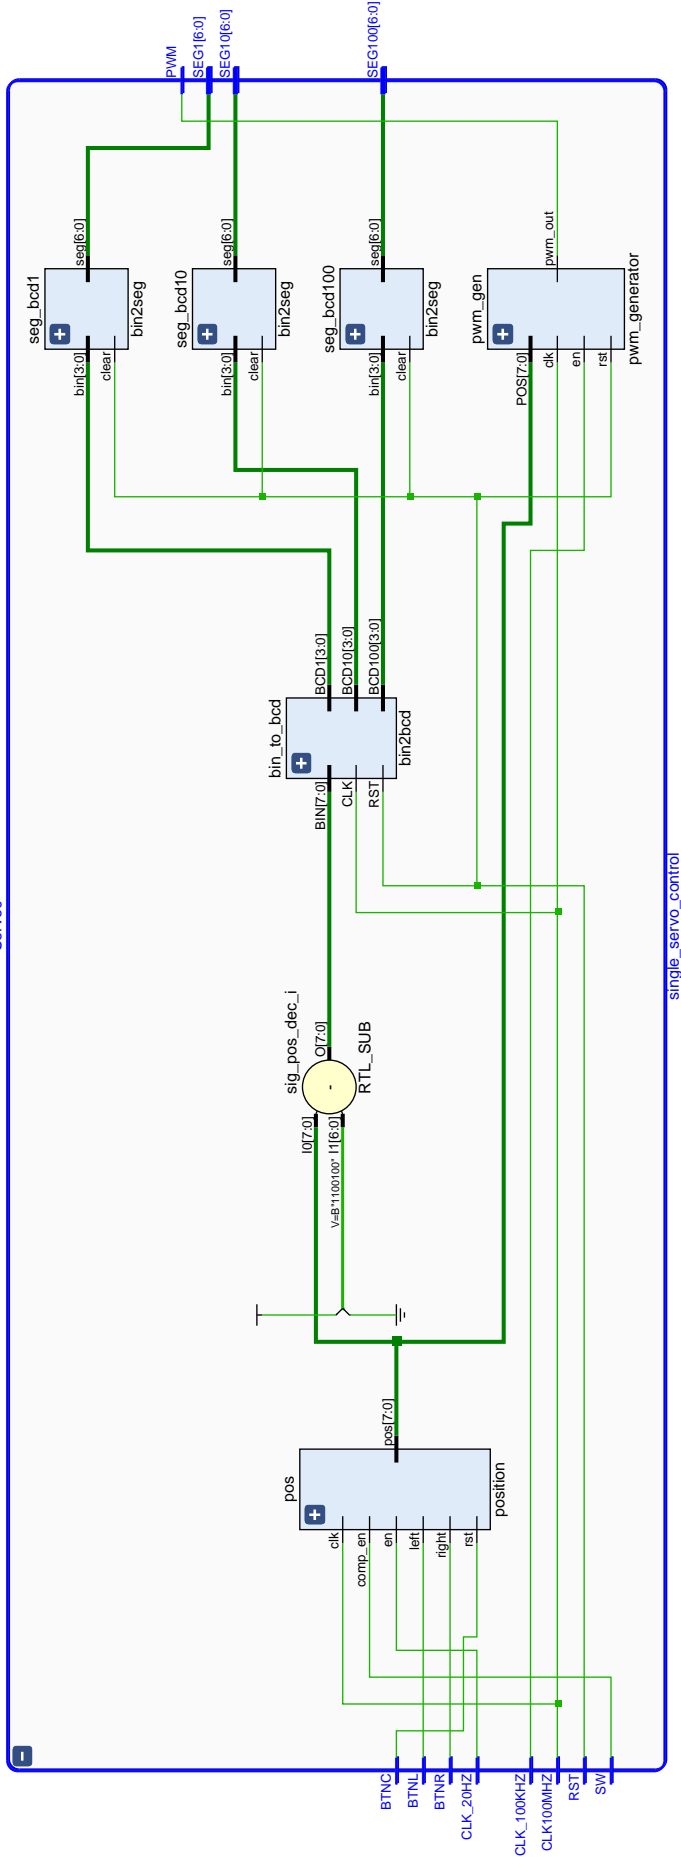 PWM
SEG1[6:0]
SEG10[6:0]
SEG100[6:0]
seg_bcd1
seg[6:0]
bin2seg
bin[3:0]
clear
seg_bcd10
seg[6:0]
bin2seg
bin[3:0]
clear
seg_bcd100
seg[6:0]
bin2seg
bin[3:0]
clear
pwm_gen
pwm_out
pwm_generator
POS[7:0]
clk
en
rst
bin_to_bcd
BCD1[3:0]
BCD10[3:0]
BCD100[3:0]
bin2bcd
BIN[7:0]
CLK
RST
single_servo_control
sig_pos_dec_i
O[7:0]
RTL_SUB
-
I0[7:0]
I1[6:0]
V=B"1100100"
pos
pos[7:0]
position
clk
comp_en
en
left
right
rst
BTNC
BTNL
BTNR
CLK_20HZ
CLK_100KHZ
CLK100MHZ
RST
SW